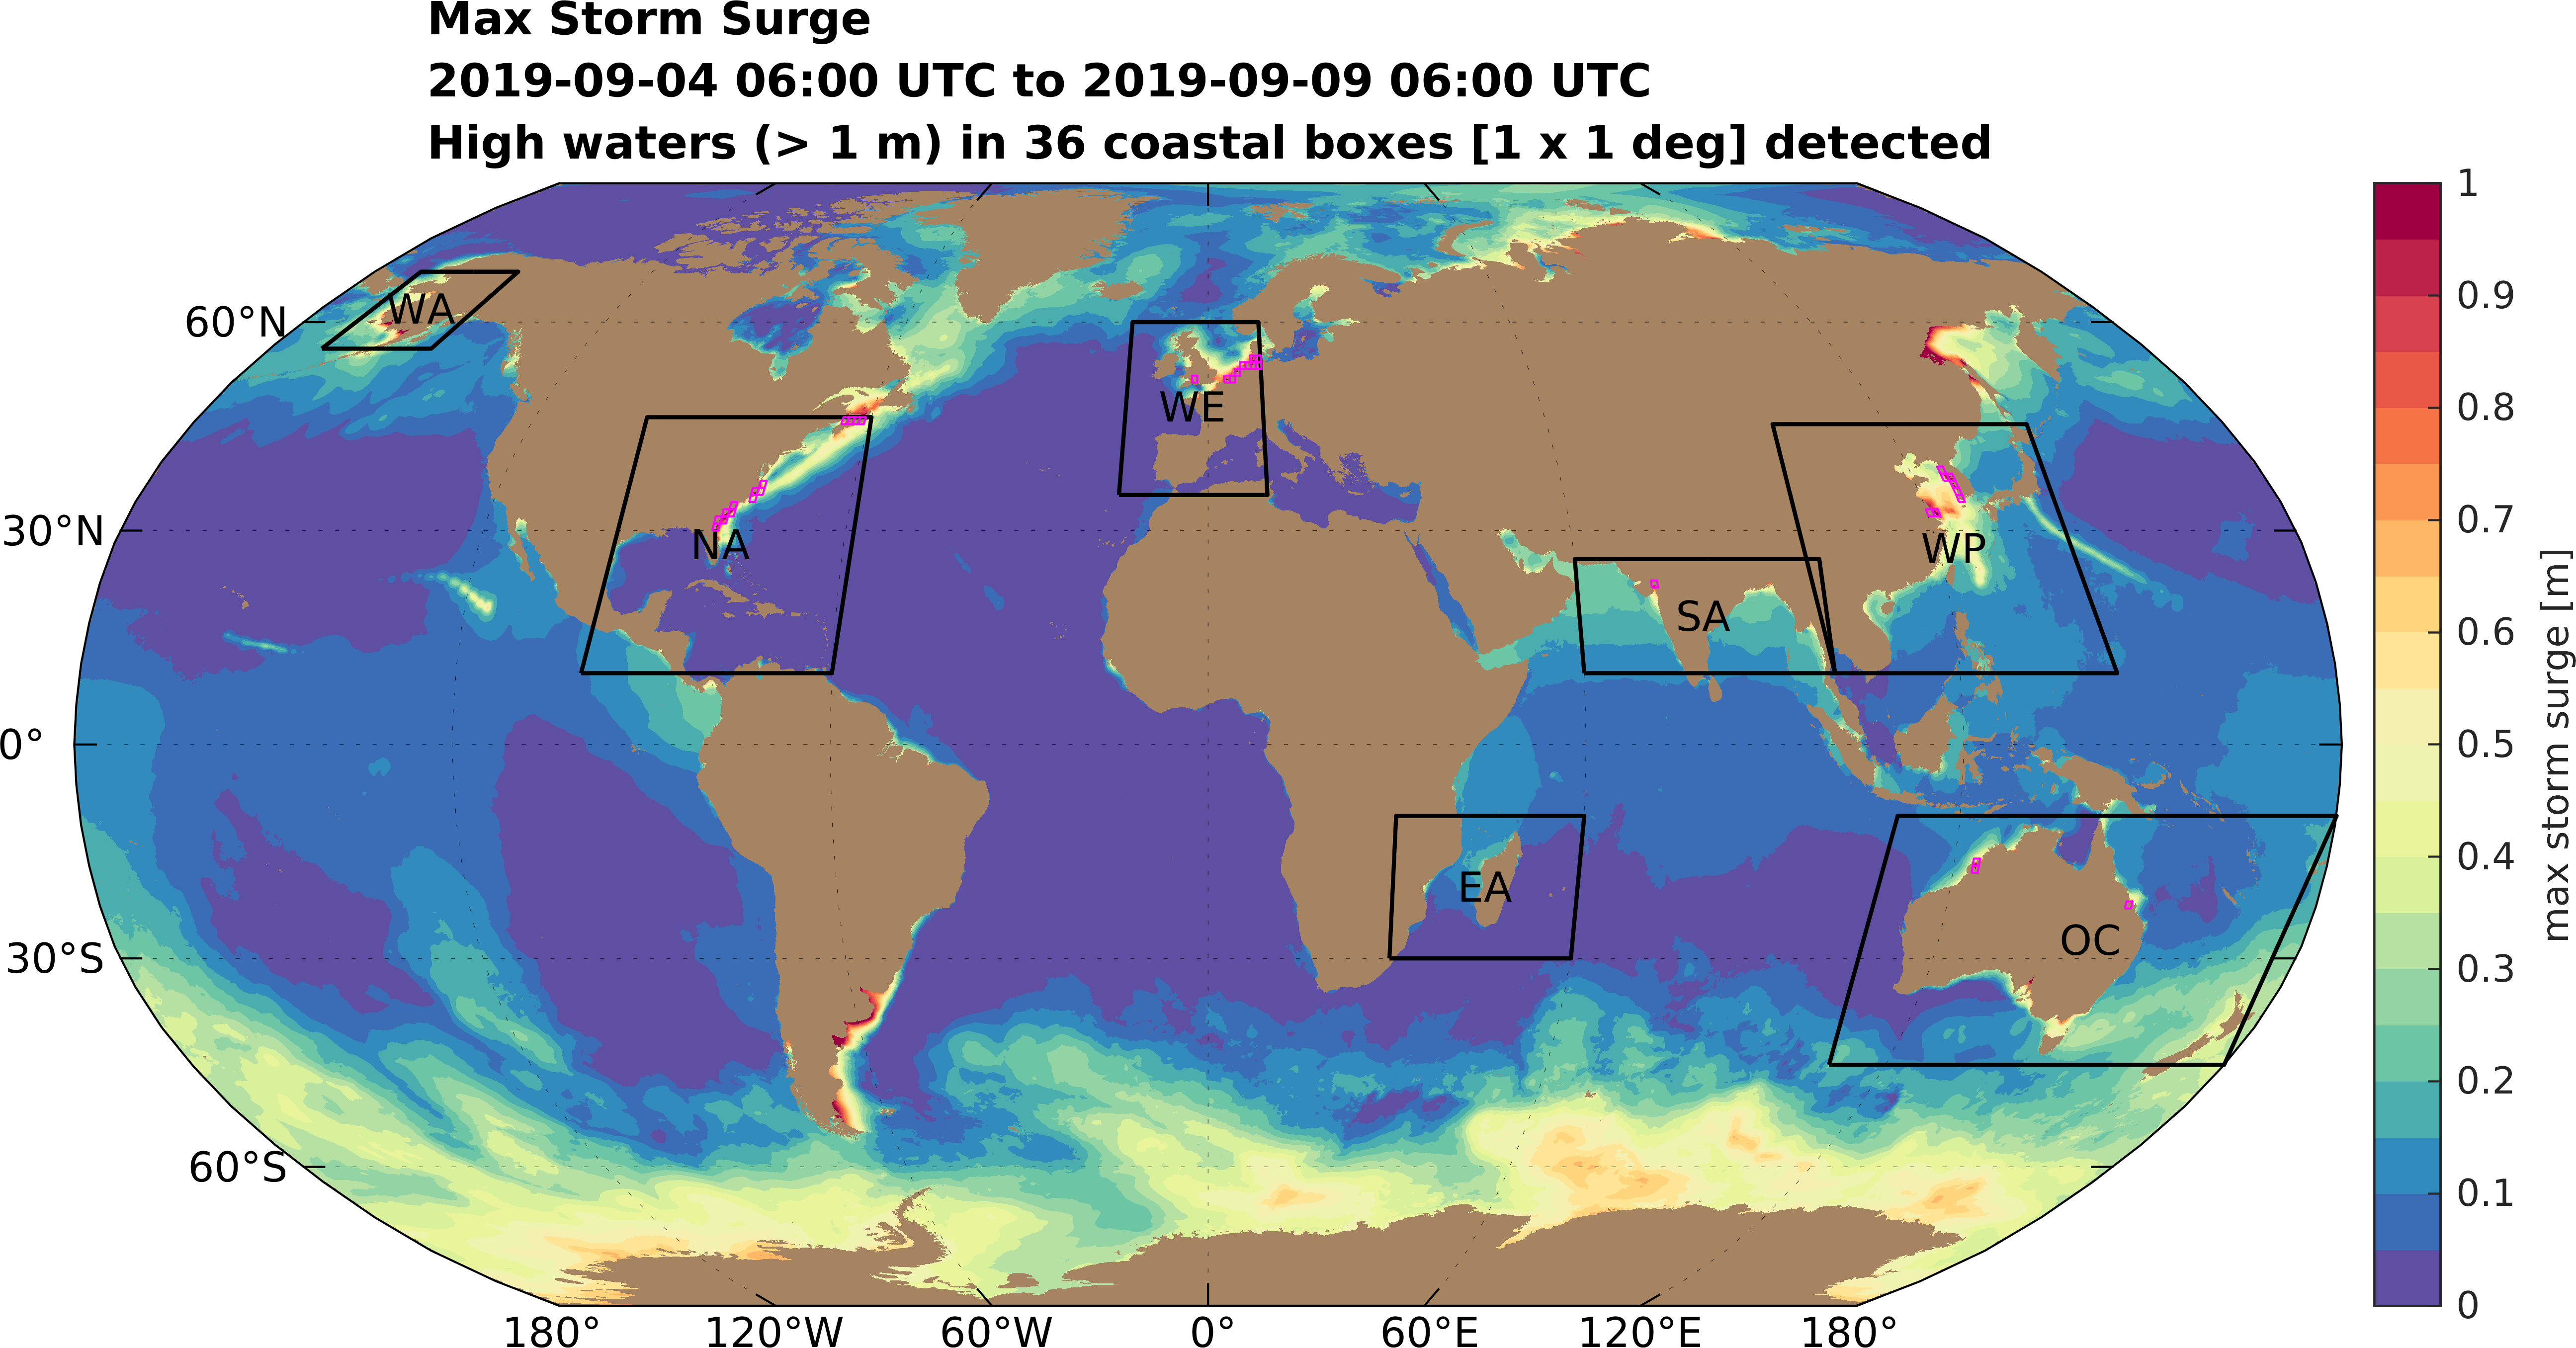 Max Storm Surge
2019-09-04 06:00 UTC to 2019-09-09 06:00 UTC
High waters (> 1 m) in 36 coastal boxes [1 x 1 deg] detected
60°N
30°N
0°
30°S
60°S
WA
NA
WE
SA
WP
EA
OC
180°
120°W
60°W
0°
60°E
120°E
180°
1
0.9
0.8
0.7
0.6
0.5
0.4
0.3
0.2
0.1
0
max storm surge [m]